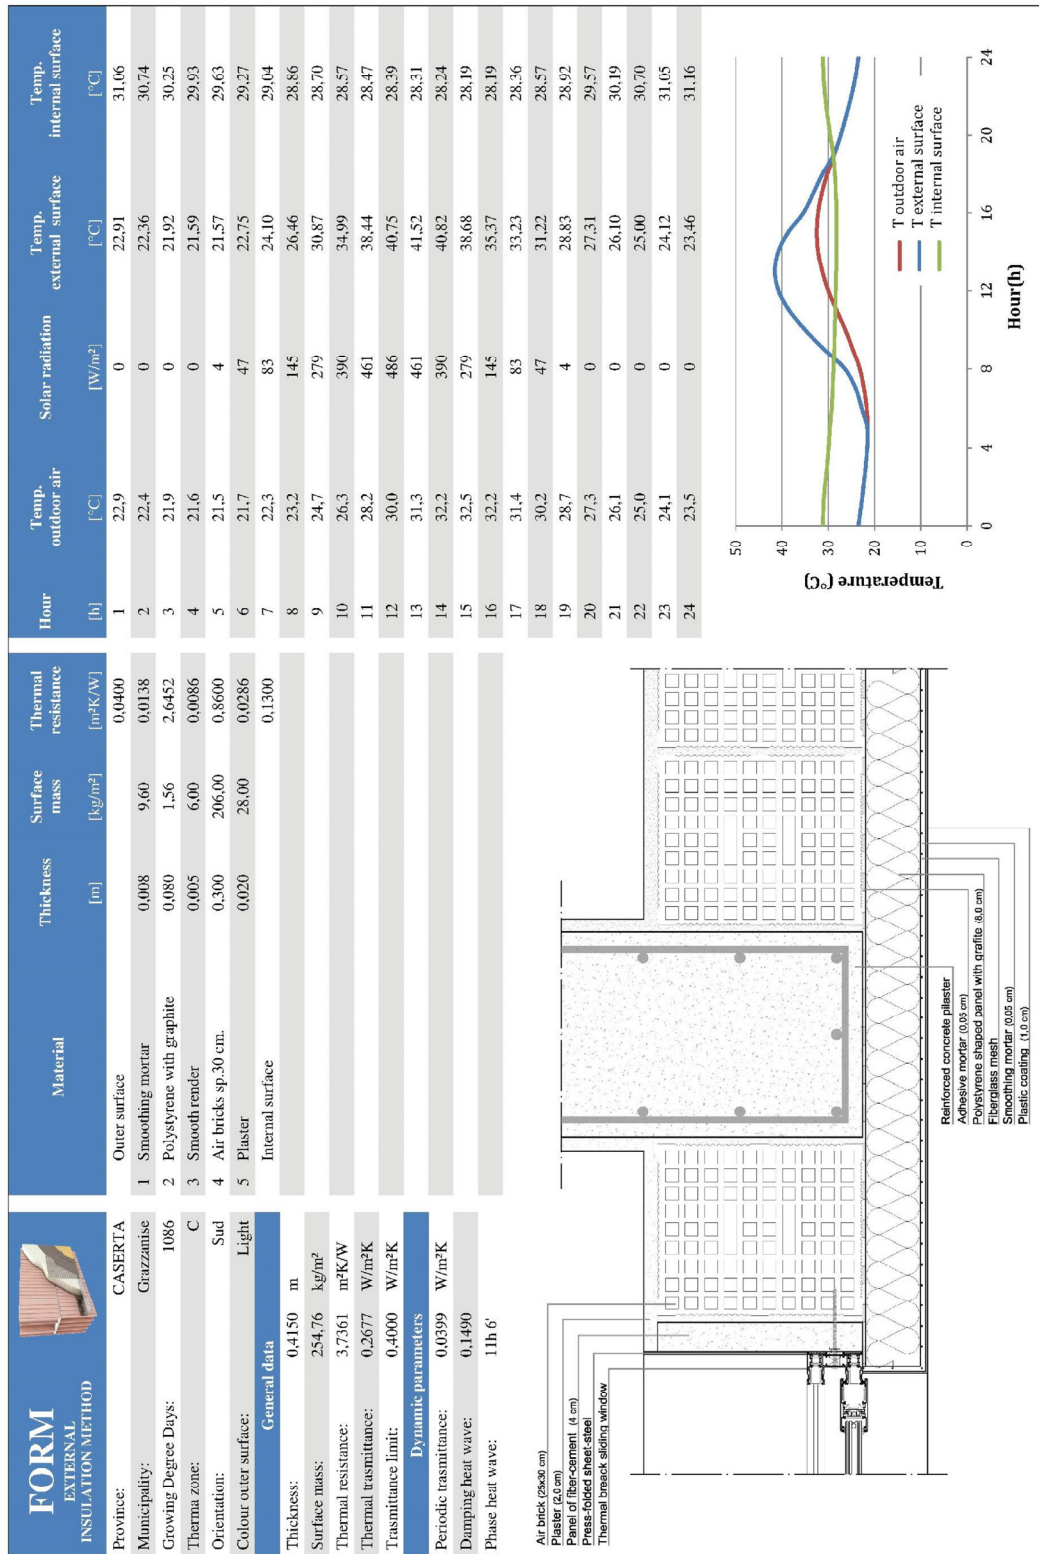 FORM
EXTERNAL
INSULATION METHOD
Province: CASERTA
Municipality: Grazzanise
Growing Degree Days: 1086
Therma zone: C
Orientation: Sud
Colour outer surface: Light
General data
Thickness: 0,4150 m
Surface mass: 254,76 kg/m²
Thermal resistance: 3,7361 m²K/W
Thermal trasmittance: 0,2677 W/m²K
Trasmittance limit: 0,4000 W/m²K
Dynamic parameters
Periodic trasmittance: 0,0399 W/m²K
Damping heat wave: 0,1490
Phase heat wave: 11h 6'
Material Thickness Surface mass Thermal resistance
[m] [kg/m²] [m²K/W]
Outer surface 0,0400
1 Smoothing mortar 0,008 9,60 0,0138
2 Polystyrene with graphite 0,080 1,56 2,6452
3 Smooth render 0,005 6,00 0,0086
4 Air bricks sp.30 cm. 0,300 206,00 0,8600
5 Plaster 0,020 28,00 0,0286
Internal surface 0,1300
Hour Temp. outdoor air Solar radiation Temp. external surface Temp. internal surface
[h] [°C] [W/m²] [°C] [°C]
1 22,9 0 22,91 31,06
2 22,4 0 22,36 30,74
3 21,9 0 21,92 30,25
4 21,6 0 21,59 29,93
5 21,5 4 21,57 29,63
6 21,7 47 22,75 29,27
7 22,3 83 24,10 29,04
8 23,2 145 26,46 28,86
9 24,7 279 30,87 28,70
10 26,3 390 34,99 28,57
11 28,2 461 38,44 28,47
12 30,0 486 40,75 28,39
13 31,3 461 41,52 28,31
14 32,2 390 40,82 28,24
15 32,5 279 38,68 28,19
16 32,2 145 35,37 28,19
17 31,4 83 33,23 28,36
18 30,2 47 31,22 28,57
19 28,7 4 28,83 28,92
20 27,3 0 27,31 29,57
21 26,1 0 26,10 30,19
22 25,0 0 25,00 30,70
23 24,1 0 24,12 31,05
24 23,5 0 23,46 31,16
Air brick (25x30 cm)
Plaster (2,0 cm)
Panel of fiber-cement (4 cm)
Press-folded sheet-steel
Thermal breack sliding window
Reinforced concrete pilaster
Adhesive mortar (0,05 cm)
Polystyrene shaped panel with grafite (8,0 cm)
Fiberglass mesh
Smoothing mortar (0,05 cm)
Plastic coating (1,0 cm)
Temperature (°C)
50
40
30
20
10
0
T outdoor air
T external surface
T internal surface
0 4 8 12 16 20 24
Hour(h)